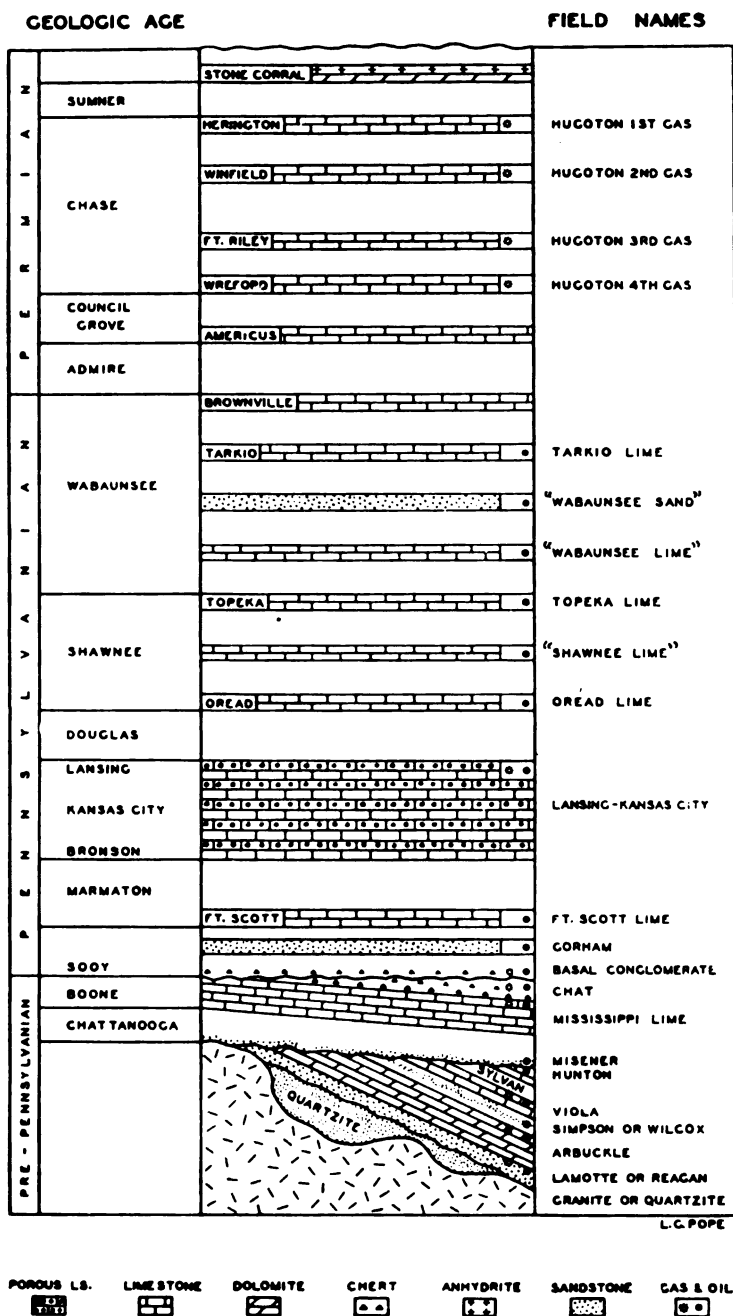 GEOLOGIC AGE
FIELD NAMES
PERMIAN
STONE CORRAL
SUMNER
HERINGTON
HUGOTON 1ST GAS
WINFIELD
HUGOTON 2ND GAS
CHASE
FT. RILEY
HUGOTON 3RD GAS
WREFORD
HUGOTON 4TH GAS
COUNCIL
GROVE
AMERICUS
ADMIRE
PENNSYLVANIAN
BROWNVILLE
TARKIO
TARKIO LIME
WABAUNSEE
"WABAUNSEE SAND"
"WABAUNSEE LIME"
TOPEKA
TOPEKA LIME
SHAWNEE
"SHAWNEE LIME"
OREAD
OREAD LIME
DOUGLAS
LANSING
KANSAS CITY
LANSING-KANSAS CITY
BRONSON
MARMATON
FT. SCOTT
FT. SCOTT LIME
GORHAM
SOOY
BASAL CONGLOMERATE
PRE-PENNSYLVANIAN
BOONE
CHAT
CHATTANOOGA
MISSISSIPPI LIME
MISENER
SYLVAN
HUNTON
QUARTZITE
VIOLA
SIMPSON OR WILCOX
ARBUCKLE
LAMOTTE OR REAGAN
GRANITE OR QUARTZITE
L.G. POPE
POROUS LS.
LIMESTONE
DOLOMITE
CHERT
ANHYDRITE
SANDSTONE
GAS & OIL